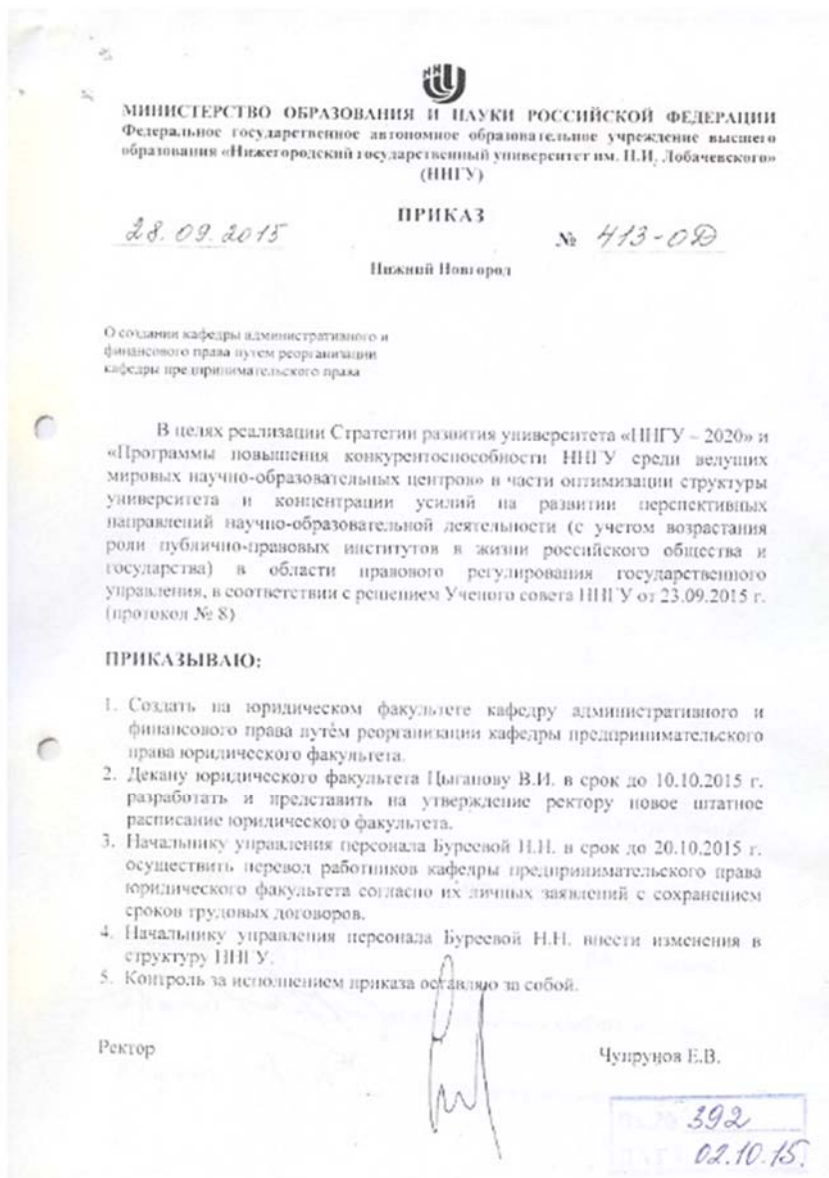 МИНИСТЕРСТВО ОБРАЗОВАНИЯ И НАУКИ РОССИЙСКОЙ ФЕДЕРАЦИИ
Федеральное государственное автономное образовательное учреждение высшего
образования «Нижегородский государственный университет им. Н.И. Лобачевского»
(ННГУ)
ПРИКАЗ
28.09.2015 № 413-ОД
Нижний Новгород
О создании кафедры административного и
финансового права путем реорганизации
кафедры предпринимательского права
В целях реализации Стратегии развития университета «ННГУ – 2020» и
«Программы повышения конкурентоспособности ННГУ среди ведущих
мировых научно-образовательных центров» в части оптимизации структуры
университета и концентрации усилий на развитии перспективных
направлений научно-образовательной деятельности (с учетом возрастания
роли публично-правовых институтов в жизни российского общества и
государства) в области правового регулирования государственного
управления, в соответствии с решением Ученого совета ННГУ от 23.09.2015 г.
(протокол № 8)
ПРИКАЗЫВАЮ:
1. Создать на юридическом факультете кафедру административного и
финансового права путём реорганизации кафедры предпринимательского
права юридического факультета.
2. Декану юридического факультета Цыганову В.И. в срок до 10.10.2015 г.
разработать и представить на утверждение ректору новое штатное
расписание юридического факультета.
3. Начальнику управления персонала Буреевой Н.Н. в срок до 20.10.2015 г.
осуществить перевод работников кафедры предпринимательского права
юридического факультета согласно их личных заявлений с сохранением
сроков трудовых договоров.
4. Начальнику управления персонала Буреевой Н.Н. внести изменения в
структуру ННГУ.
5. Контроль за исполнением приказа оставляю за собой.
Ректор Чупрунов Е.В.
392
02.10.15.